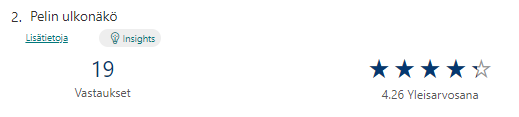 2. Pelin ulkonäkö
Lisätietoja
Insights
19
Vastaukset
4.26 Yleisarvosana